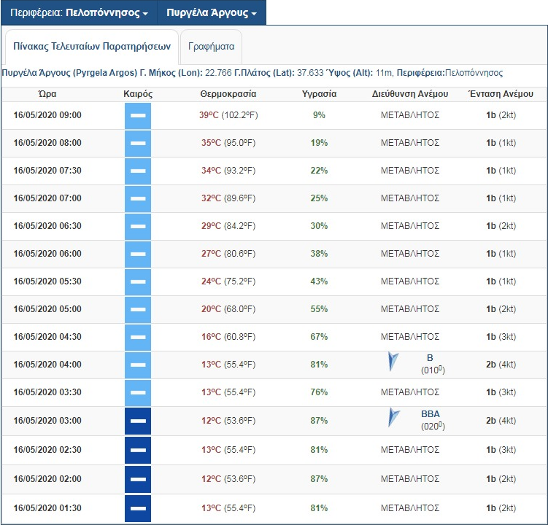 Περιφέρεια: Πελοπόννησος Πυργέλα Άργους
Πίνακας Τελευταίων Παρατηρήσεων Γραφήματα
Πυργέλα Άργους (Pyrgela Argos) Γ. Μήκος (Lon): 22.766 Γ.Πλάτος (Lat): 37.633 Ύψος (Alt): 11m, Περιφέρεια:Πελοπόννησος
Ώρα Καιρός Θερμοκρασία Υγρασία Διεύθυνση Ανέμου Ένταση Ανέμου
16/05/2020 09:00 39°C (102.2°F) 9% ΜΕΤΑΒΛΗΤΟΣ 1b (2kt)
16/05/2020 08:00 35°C (95.0°F) 19% ΜΕΤΑΒΛΗΤΟΣ 1b (1kt)
16/05/2020 07:30 34°C (93.2°F) 22% ΜΕΤΑΒΛΗΤΟΣ 1b (1kt)
16/05/2020 07:00 32°C (89.6°F) 25% ΜΕΤΑΒΛΗΤΟΣ 1b (1kt)
16/05/2020 06:30 29°C (84.2°F) 30% ΜΕΤΑΒΛΗΤΟΣ 1b (2kt)
16/05/2020 06:00 27°C (80.6°F) 38% ΜΕΤΑΒΛΗΤΟΣ 1b (1kt)
16/05/2020 05:30 24°C (75.2°F) 43% ΜΕΤΑΒΛΗΤΟΣ 1b (1kt)
16/05/2020 05:00 20°C (68.0°F) 55% ΜΕΤΑΒΛΗΤΟΣ 1b (2kt)
16/05/2020 04:30 16°C (60.8°F) 67% ΜΕΤΑΒΛΗΤΟΣ 1b (3kt)
16/05/2020 04:00 13°C (55.4°F) 81% Β (010⁰) 2b (4kt)
16/05/2020 03:30 13°C (55.4°F) 76% ΜΕΤΑΒΛΗΤΟΣ 1b (3kt)
16/05/2020 03:00 12°C (53.6°F) 87% ΒΒΑ (020⁰) 2b (4kt)
16/05/2020 02:30 13°C (55.4°F) 81% ΜΕΤΑΒΛΗΤΟΣ 1b (3kt)
16/05/2020 02:00 12°C (53.6°F) 87% ΜΕΤΑΒΛΗΤΟΣ 1b (2kt)
16/05/2020 01:30 13°C (55.4°F) 81% ΜΕΤΑΒΛΗΤΟΣ 1b (2kt)